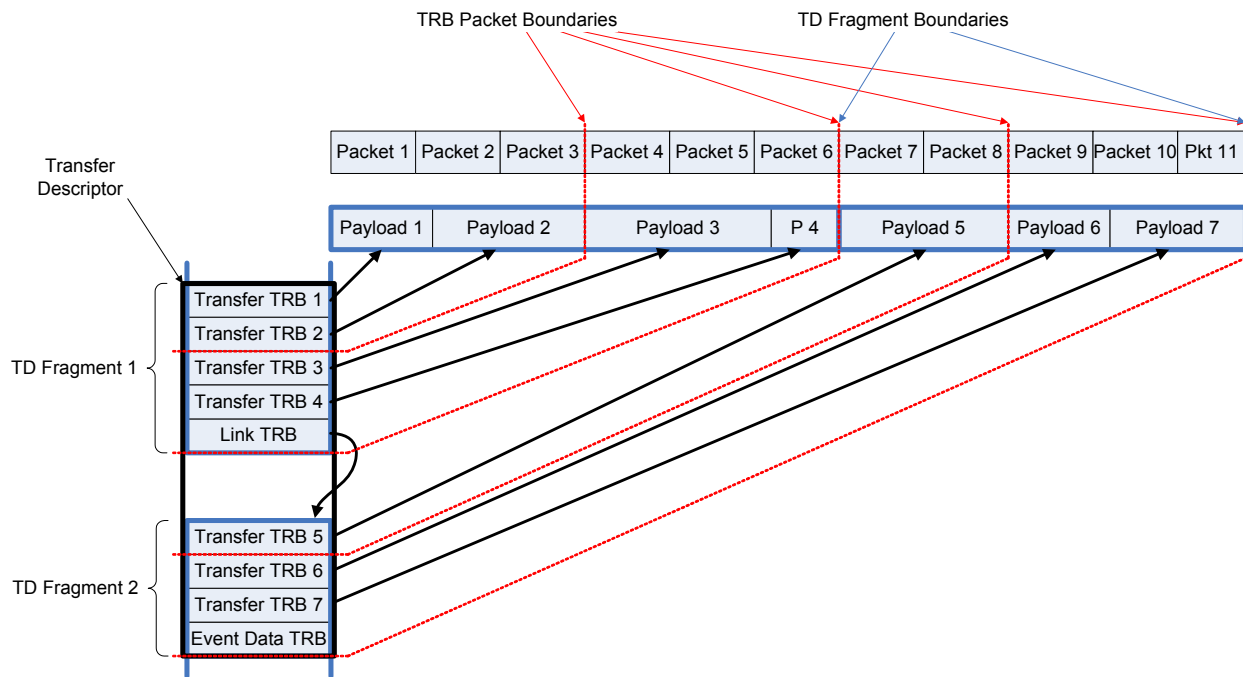 TRB Packet Boundaries
TD Fragment Boundaries
Packet 1
Packet 2
Packet 3
Packet 4
Packet 5
Packet 6
Packet 7
Packet 8
Packet 9
Packet 10
Pkt 11
Transfer
Descriptor
Payload 1
Payload 2
Payload 3
P 4
Payload 5
Payload 6
Payload 7
TD Fragment 1
Transfer TRB 1
Transfer TRB 2
Transfer TRB 3
Transfer TRB 4
Link TRB
TD Fragment 2
Transfer TRB 5
Transfer TRB 6
Transfer TRB 7
Event Data TRB